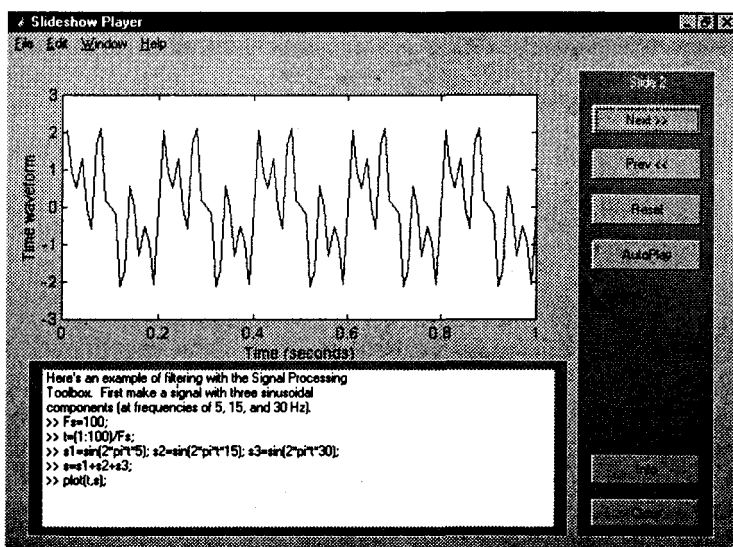 Slideshow Player
File Edit Window Help
Slide 2
Next >>
Prev <<
Reset
AutoPlay
Info
Close
3
2
1
0
-1
-2
-3
Time waveform
0 0.2 0.4 0.6 0.8 1
Time (seconds)
Here's an example of filtering with the Signal Processing
Toolbox. First make a signal with three sinusoidal
components (at frequencies of 5, 15, and 30 Hz).
>> Fs=100;
>> t=(1:100)/Fs;
>> s1=sin(2*pi*t*5); s2=sin(2*pi*t*15); s3=sin(2*pi*t*30);
>> s=s1+s2+s3;
>> plot(t,s);